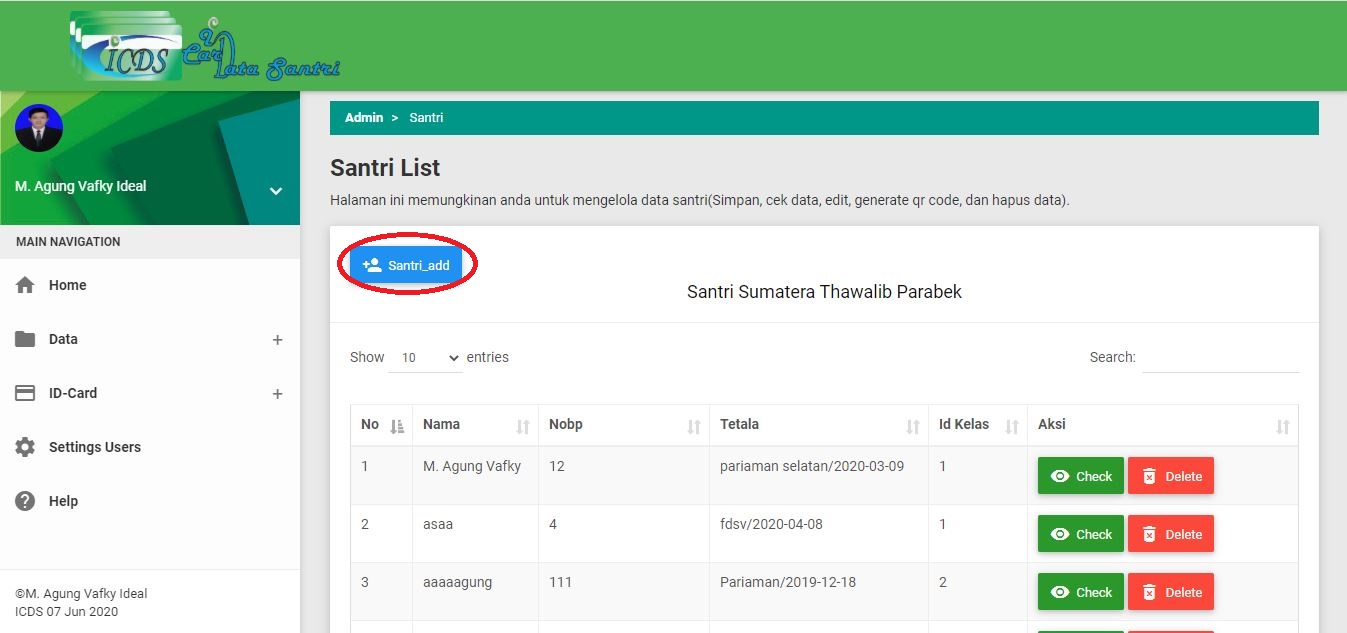 ICDS Card Data Santri
Admin > Santri
M. Agung Vafky Ideal
MAIN NAVIGATION
Home
Data +
ID-Card +
Settings Users
Help
©M. Agung Vafky Ideal
ICDS 07 Jun 2020
Santri List
Halaman ini memungkinan anda untuk mengelola data santri(Simpan, cek data, edit, generate qr code, dan hapus data).
Santri_add
Santri Sumatera Thawalib Parabek
Show 10 entries Search:
No Nama Nobp Tetala Id Kelas Aksi
1 M. Agung Vafky 12 pariaman selatan/2020-03-09 1 Check Delete
2 asaa 4 fdsv/2020-04-08 1 Check Delete
3 aaaaagung 111 Pariaman/2019-12-18 2 Check Delete